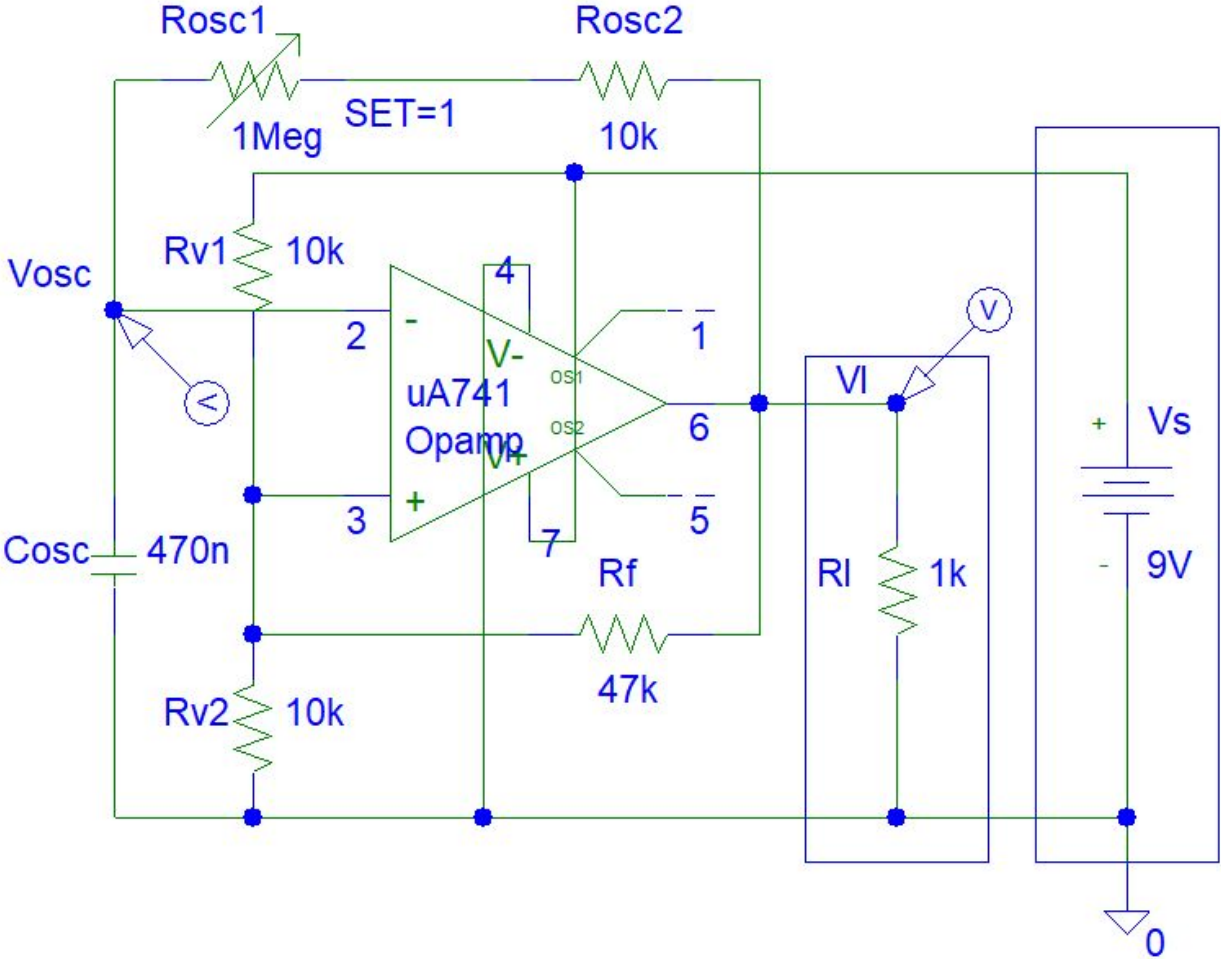 Rosc1
Rosc2
SET=1
1Meg
10k
Rv1
10k
Vosc
4
2
-
1
V
V
Vl
V-
OS1
uA741
Opamp
OS2
V+
6
+
Vs
+
3
5
7
Cosc
470n
Rf
Rl
1k
-
9V
47k
Rv2
10k
0